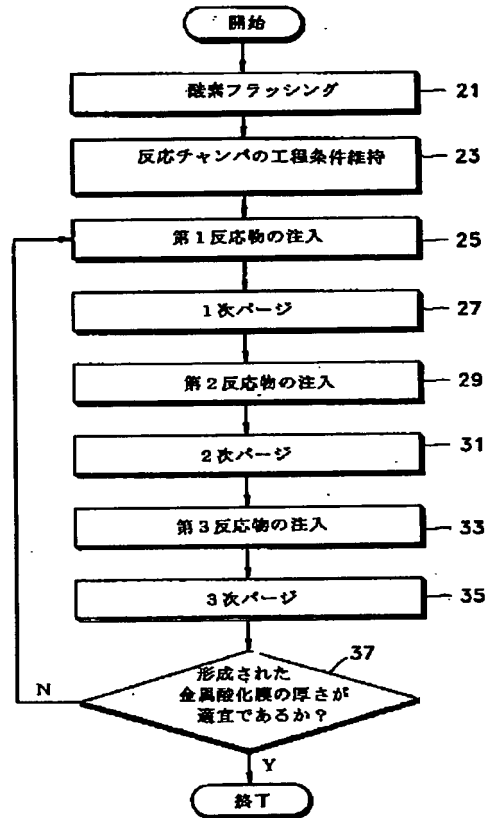 開始
酸素フラッシング
21
反応チャンバの工程条件維持
23
第1反応物の注入
25
1次パージ
27
第2反応物の注入
29
2次パージ
31
第3反応物の注入
33
3次パージ
35
37
形成された
金属酸化膜の厚さが
適宜であるか?
N
Y
終了